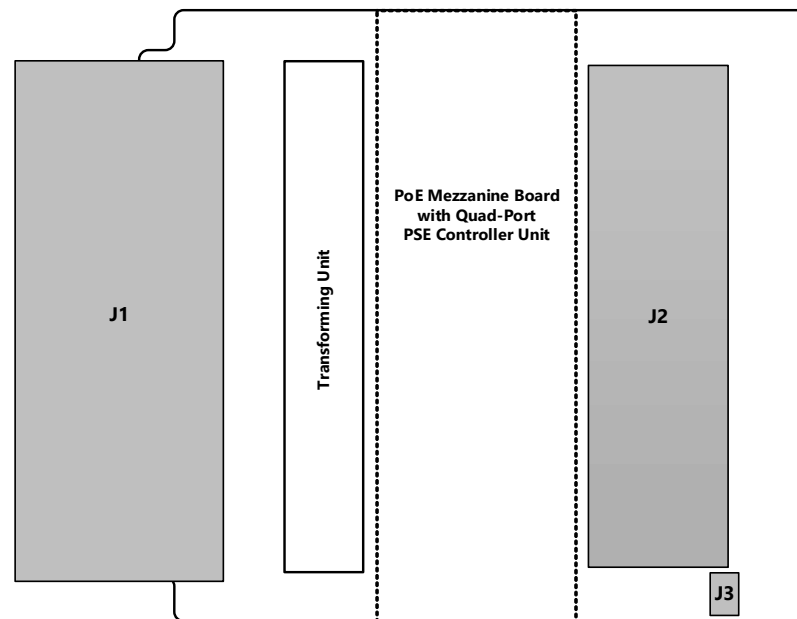 J1
Transforming Unit
PoE Mezzanine Board
with Quad-Port
PSE Controller Unit
J2
J3